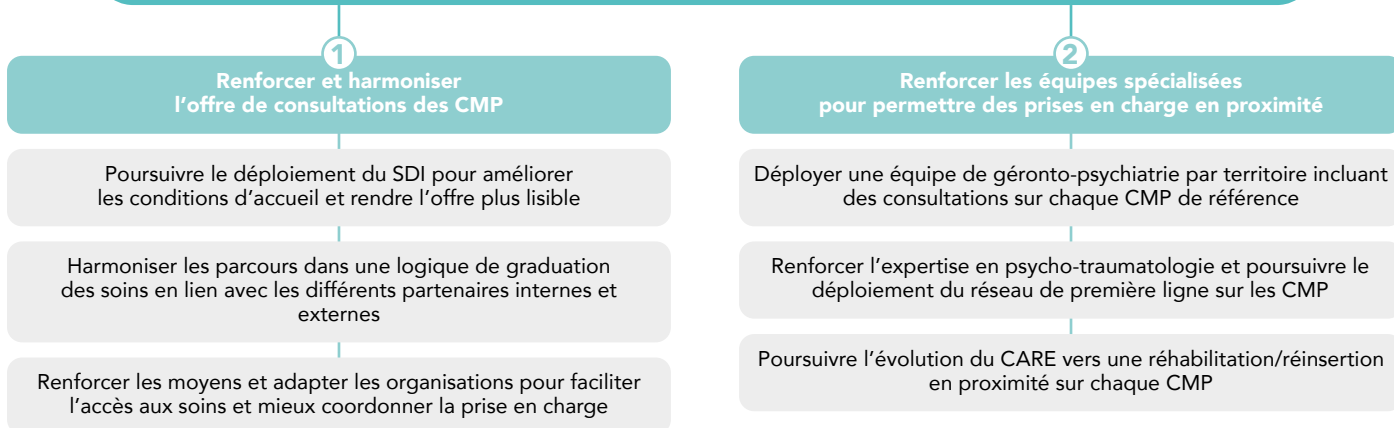 1
Renforcer et harmoniser
l'offre de consultations des CMP
Poursuivre le déploiement du SDI pour améliorer
les conditions d'accueil et rendre l'offre plus lisible
Harmoniser les parcours dans une logique de graduation
des soins en lien avec les différents partenaires internes et
externes
Renforcer les moyens et adapter les organisations pour faciliter
l'accès aux soins et mieux coordonner la prise en charge
2
Renforcer les équipes spécialisées
pour permettre des prises en charge en proximité
Déployer une équipe de géronto-psychiatrie par territoire incluant
des consultations sur chaque CMP de référence
Renforcer l'expertise en psycho-traumatologie et poursuivre le
déploiement du réseau de première ligne sur les CMP
Poursuivre l'évolution du CARE vers une réhabilitation/réinsertion
en proximité sur chaque CMP